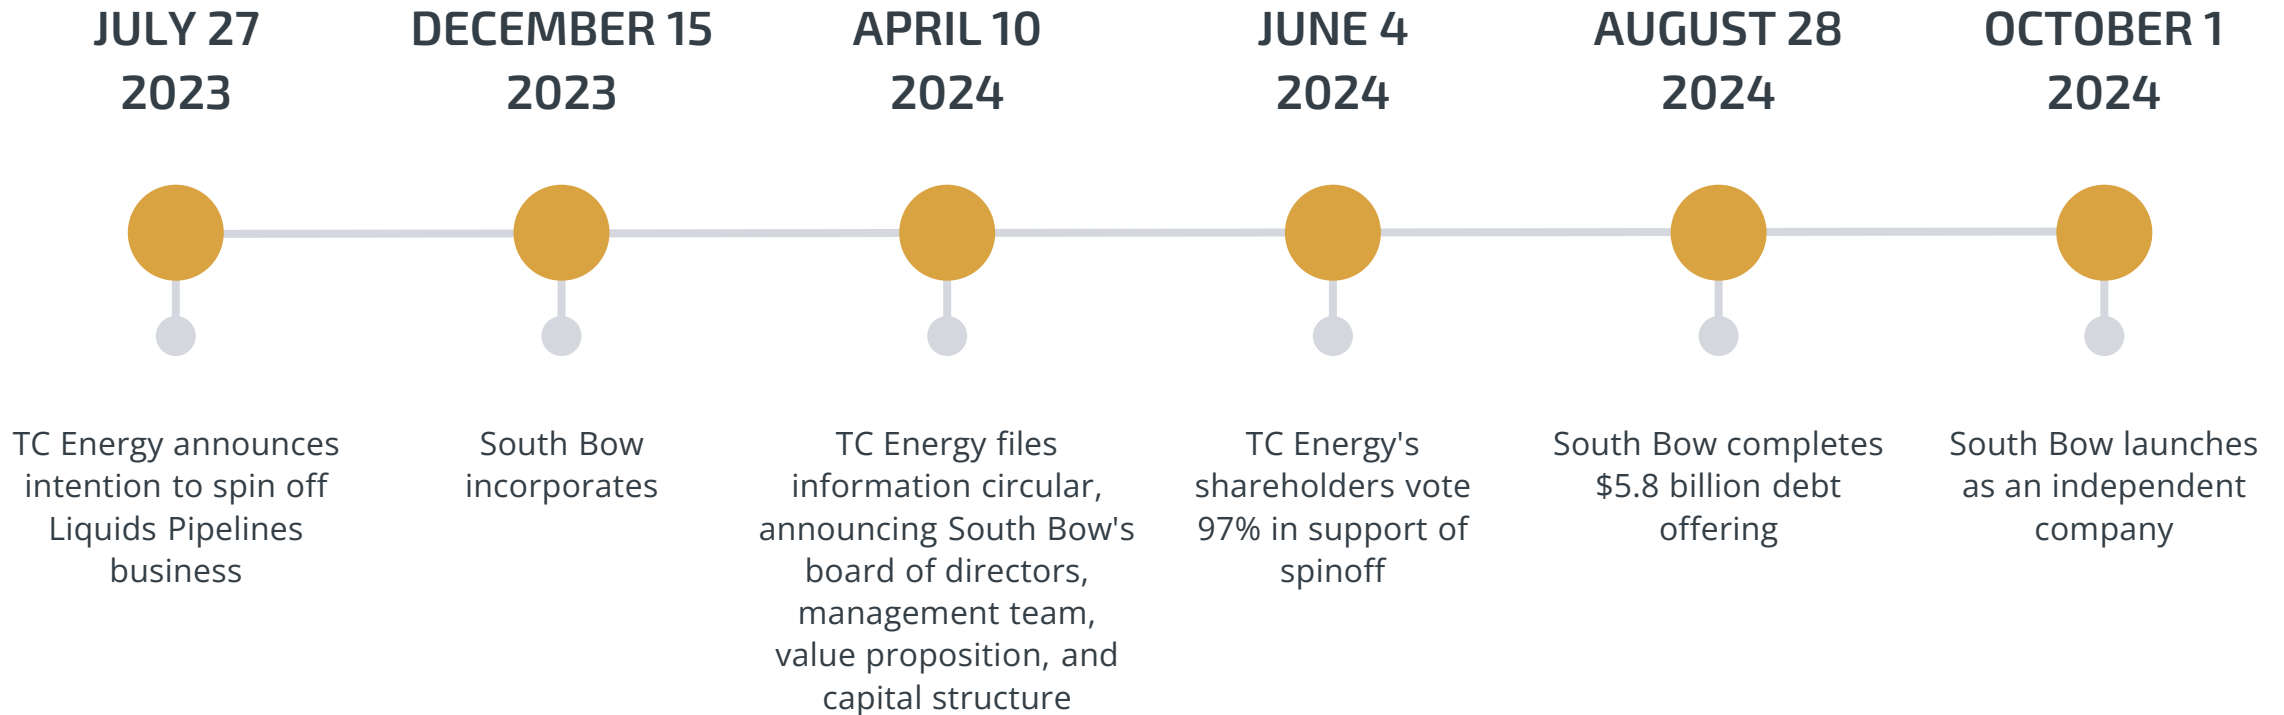 JULY 27
2023
DECEMBER 15
2023
APRIL 10
2024
JUNE 4
2024
AUGUST 28
2024
OCTOBER 1
2024
TC Energy announces
intention to spin off
Liquids Pipelines
business
South Bow
incorporates
TC Energy files
information circular,
announcing South Bow's
board of directors,
management team,
value proposition, and
capital structure
TC Energy's
shareholders vote
97% in support of
spinoff
South Bow completes
$5.8 billion debt
offering
South Bow launches
as an independent
company